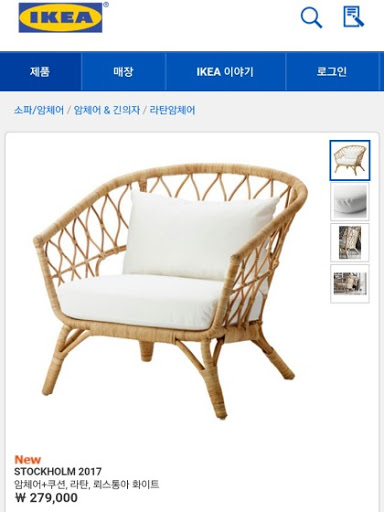 IKEA®
제품 매장 IKEA 이야기 로그인
소파/암체어 / 암체어 & 긴의자 / 라탄암체어
New
STOCKHOLM 2017
암체어+쿠션, 라탄, 뢰스통아 화이트
₩ 279,000